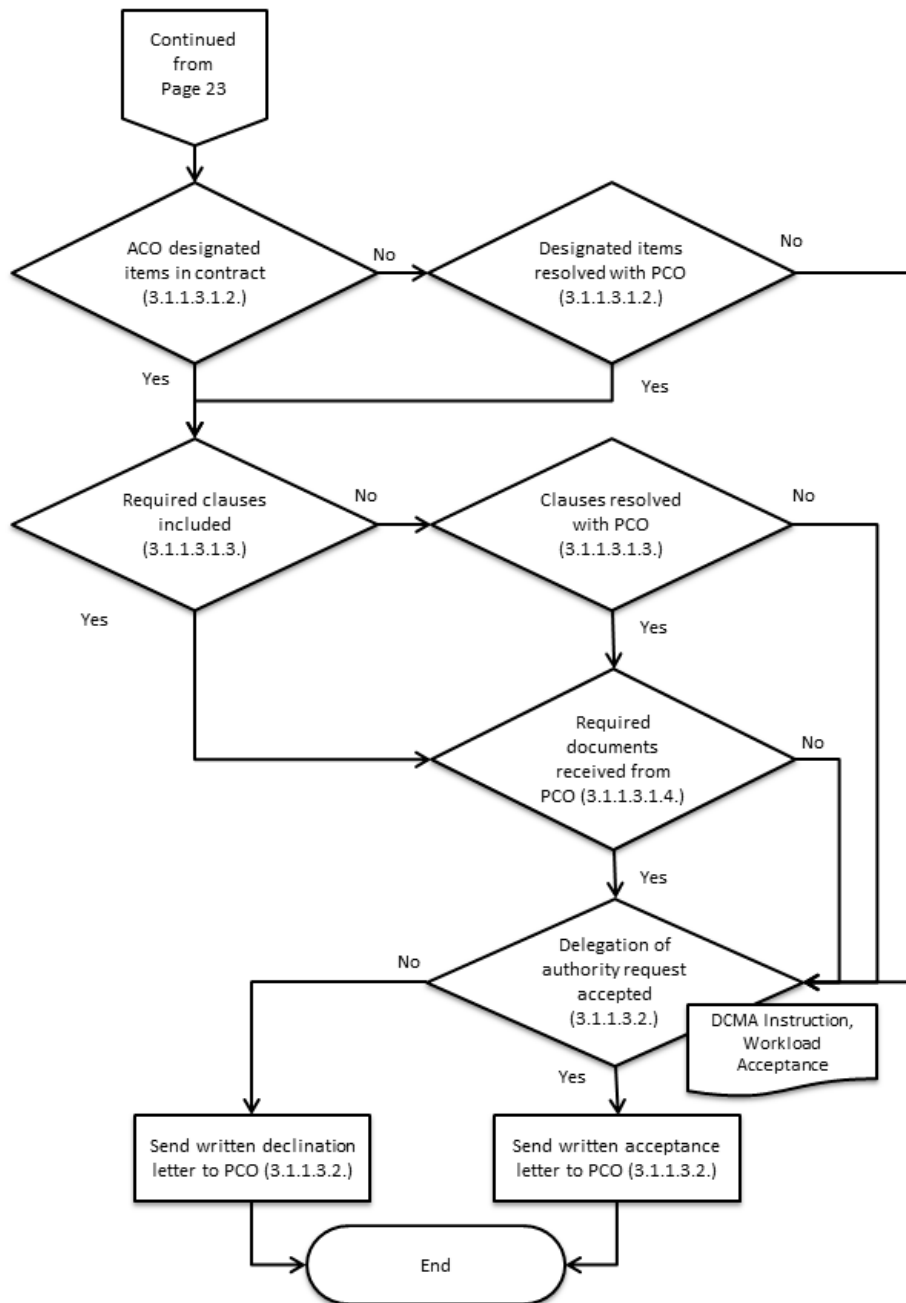 Continued
from
Page 23
ACO designated
items in contract
(3.1.1.3.1.2.)
No
Designated items
resolved with PCO
(3.1.1.3.1.2.)
No
Yes
Yes
Required clauses
included
(3.1.1.3.1.3.)
No
Clauses resolved
with PCO
(3.1.1.3.1.3.)
No
Yes
Yes
Required
documents
received from
PCO (3.1.1.3.1.4.)
No
Yes
No
Delegation of
authority request
accepted
(3.1.1.3.2.)
DCMA Instruction,
Workload
Acceptance
Yes
Send written declination
letter to PCO (3.1.1.3.2.)
Send written acceptance
letter to PCO (3.1.1.3.2.)
End